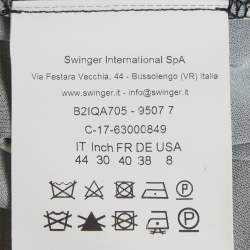 Swinger International SpA
Via Festara Vecchia, 44 - Bussolengo (VR) Italia
www.swinger.it - info@swinger.it
B2IQA705 - 9507 7
C-17-63000849
IT Inch FR DE USA
44 30 40 38 8